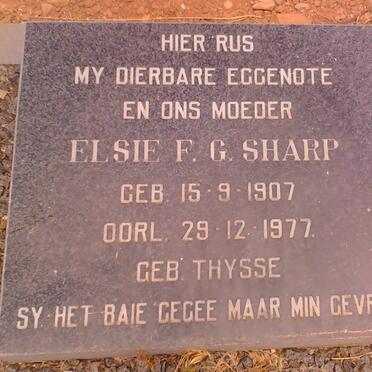 HIER RUS
MY DIERBARE EGGENOTE
EN ONS MOEDER
ELSIE F. G. SHARP
GEB. 15-9-1907
OORL. 29-12-1977.
GEB. THYSSE
SY HET BAIE GEGEE MAAR MIN